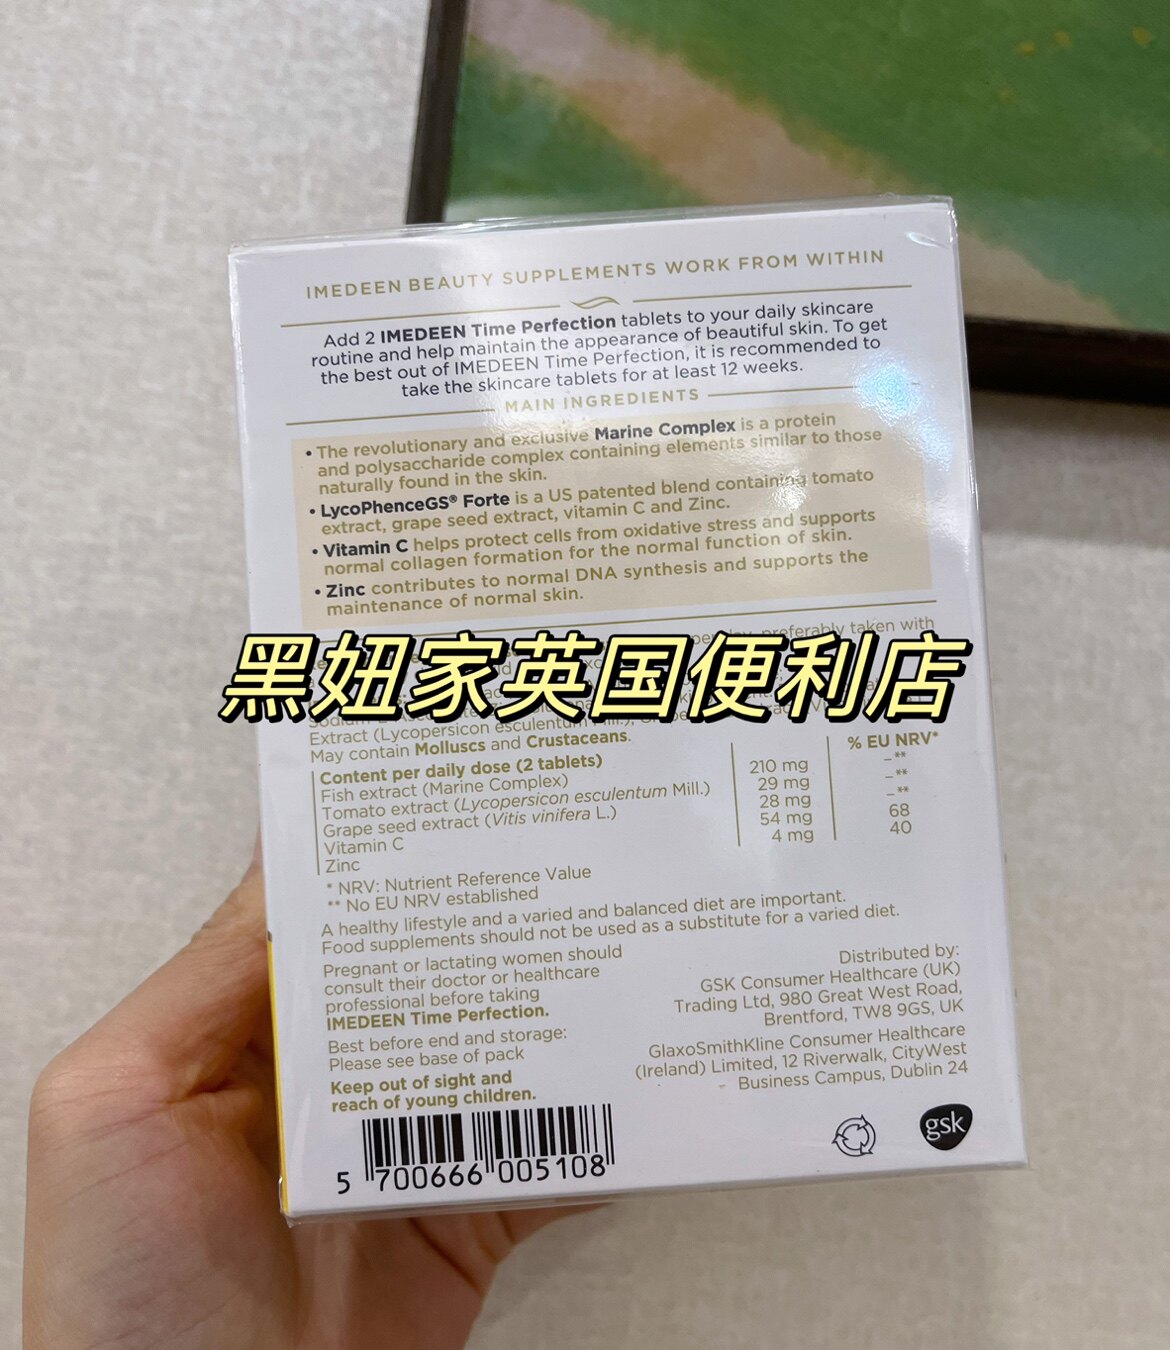 IMEDEEN BEAUTY SUPPLEMENTS WORK FROM WITHIN
Add 2 IMEDEEN Time Perfection tablets to your daily skincare
routine and help maintain the appearance of beautiful skin. To get
the best out of IMEDEEN Time Perfection, it is recommended to
take the skincare tablets for at least 12 weeks.
MAIN INGREDIENTS
• The revolutionary and exclusive Marine Complex is a protein
and polysaccharide complex containing elements similar to those
naturally found in the skin.
• LycoPhenceGS® Forte is a US patented blend containing tomato
extract, grape seed extract, vitamin C and Zinc.
• Vitamin C helps protect cells from oxidative stress and supports
normal collagen formation for the normal function of skin.
• Zinc contributes to normal DNA synthesis and supports the
maintenance of normal skin.
preferably taken with
黑妞家英国便利店
Extract (Lycopersicon esculentum Mill.),
May contain Molluscs and Crustaceans.
% EU NRV*
Content per daily dose (2 tablets)
Fish extract (Marine Complex) 210 mg –**
Tomato extract (Lycopersicon esculentum Mill.) 29 mg –**
Grape seed extract (Vitis vinifera L.) 28 mg –**
Vitamin C 54 mg 68
Zinc 4 mg 40
* NRV: Nutrient Reference Value
** No EU NRV established
A healthy lifestyle and a varied and balanced diet are important.
Food supplements should not be used as a substitute for a varied diet.
Pregnant or lactating women should
consult their doctor or healthcare
professional before taking
IMEDEEN Time Perfection.
Best before end and storage:
Please see base of pack
Keep out of sight and
reach of young children.
Distributed by:
GSK Consumer Healthcare (UK)
Trading Ltd, 980 Great West Road,
Brentford, TW8 9GS, UK
GlaxoSmithKline Consumer Healthcare
(Ireland) Limited, 12 Riverwalk, CityWest
Business Campus, Dublin 24
5 700666 005108
gsk